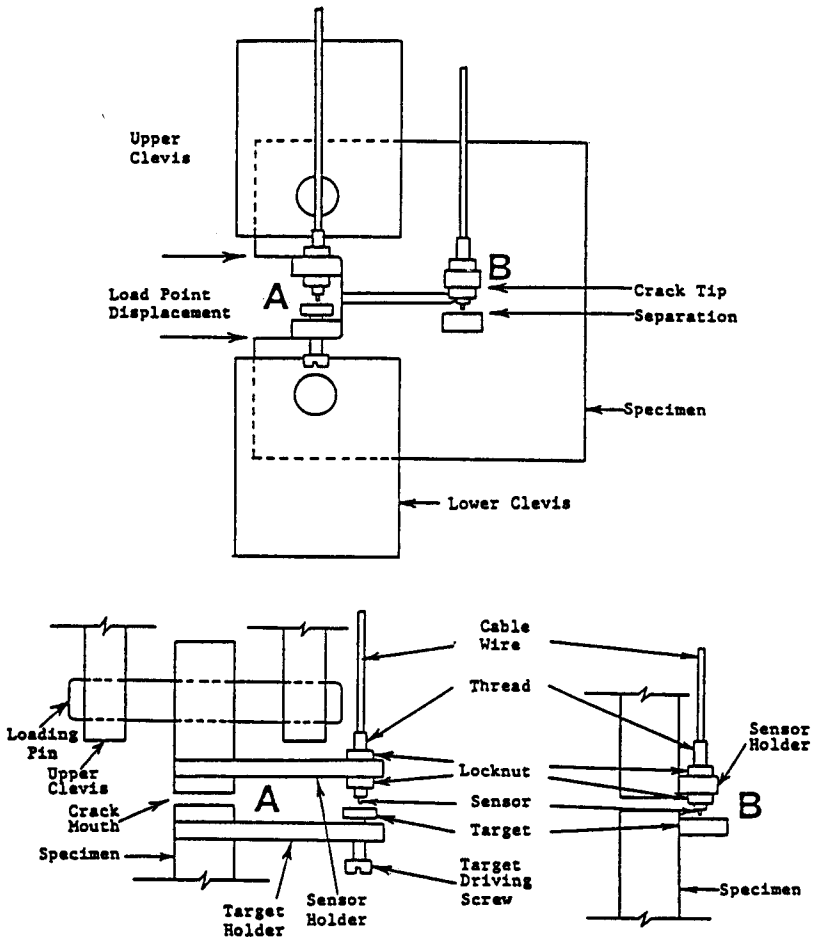 Upper
Clevis
A
B
Load Point
Displacement
Crack Tip
Separation
Specimen
Lower Clevis
Cable
Wire
Thread
Loading
Pin
Upper
Clevis
Sensor
Holder
Locknut
A
B
Crack
Mouth
Sensor
Target
Specimen
Target
Driving
Screw
Sensor
Holder
Target
Holder
Specimen